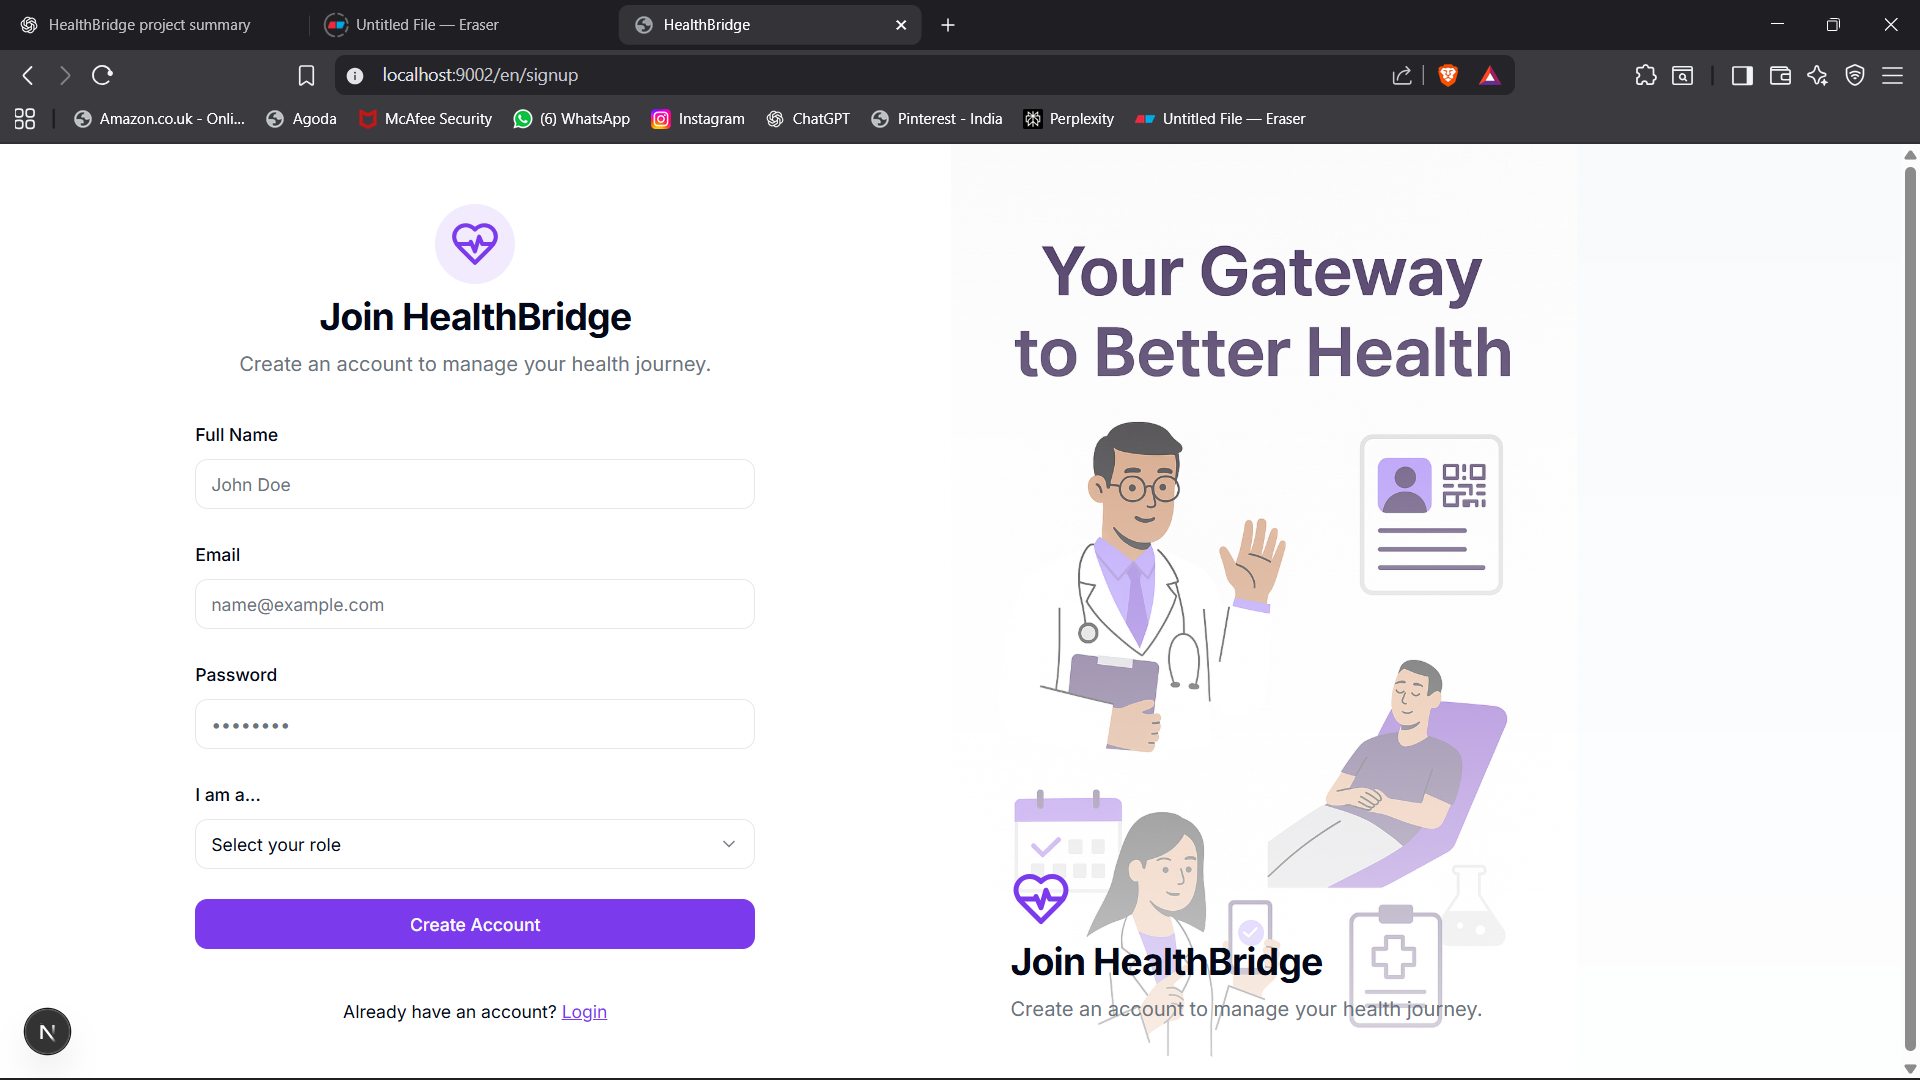 HealthBridge project summary
Untitled File — Eraser
HealthBridge
localhost:9002/en/signup
Amazon.co.uk - Onli...
Agoda
McAfee Security
(6) WhatsApp
Instagram
ChatGPT
Pinterest - India
Perplexity
Untitled File — Eraser
Join HealthBridge
Create an account to manage your health journey.
Full Name
John Doe
Email
name@example.com
Password
••••••••
I am a...
Select your role
Create Account
Already have an account? Login
N
Your Gateway
to Better Health
Join HealthBridge
Create an account to manage your health journey.